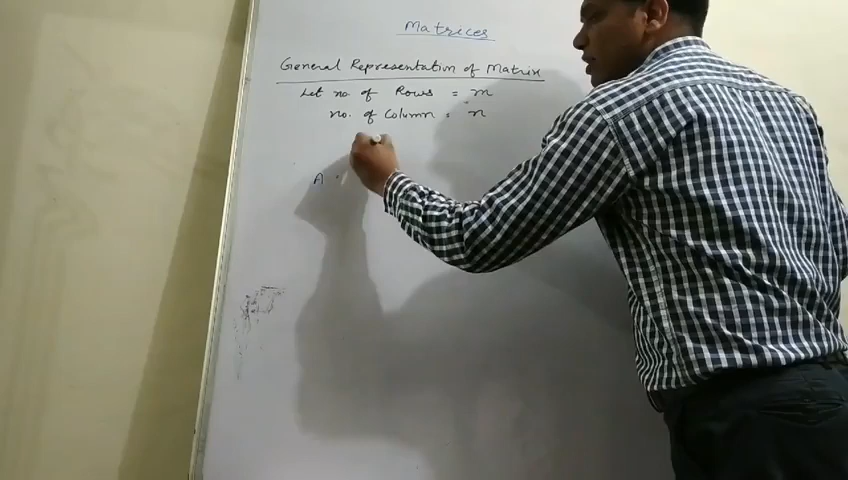 Matrices
General Representation of Matrix
Let no. of Rows = m
no. of Column = n
A =